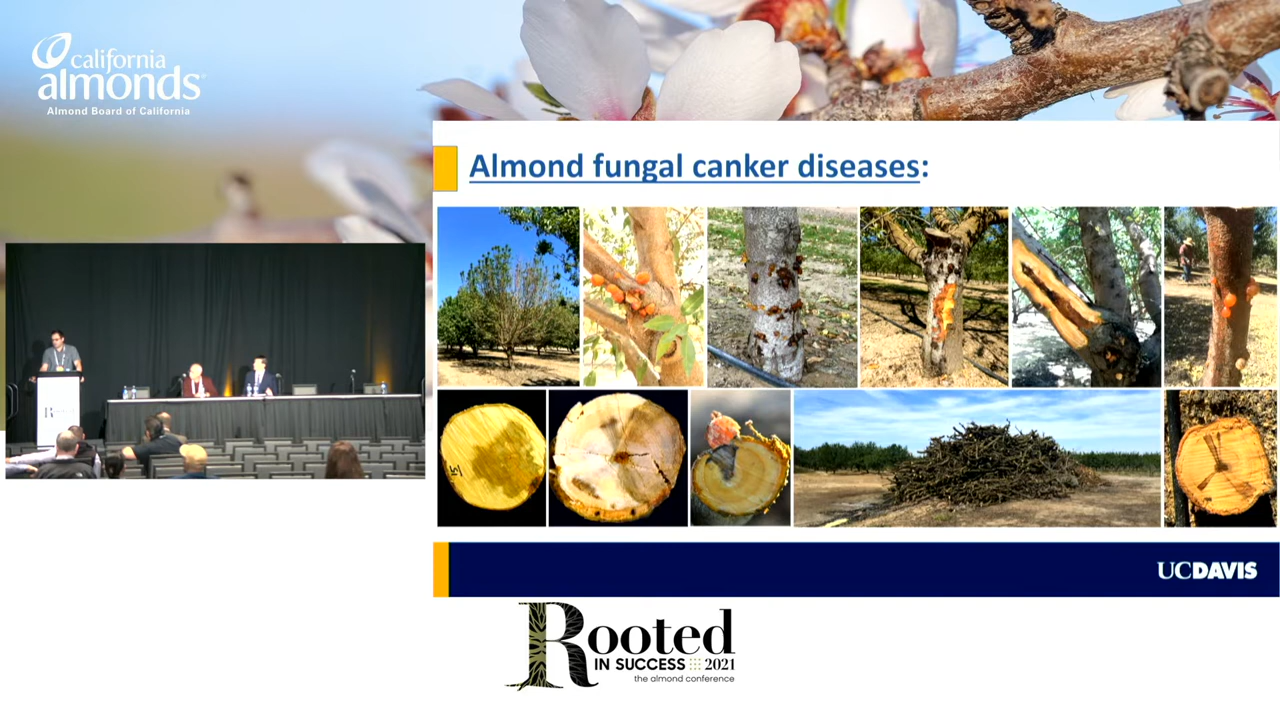 california
almonds
Almond Board of California
Almond fungal canker diseases:
UCDAVIS
Rooted
IN SUCCESS 2021
the almond conference